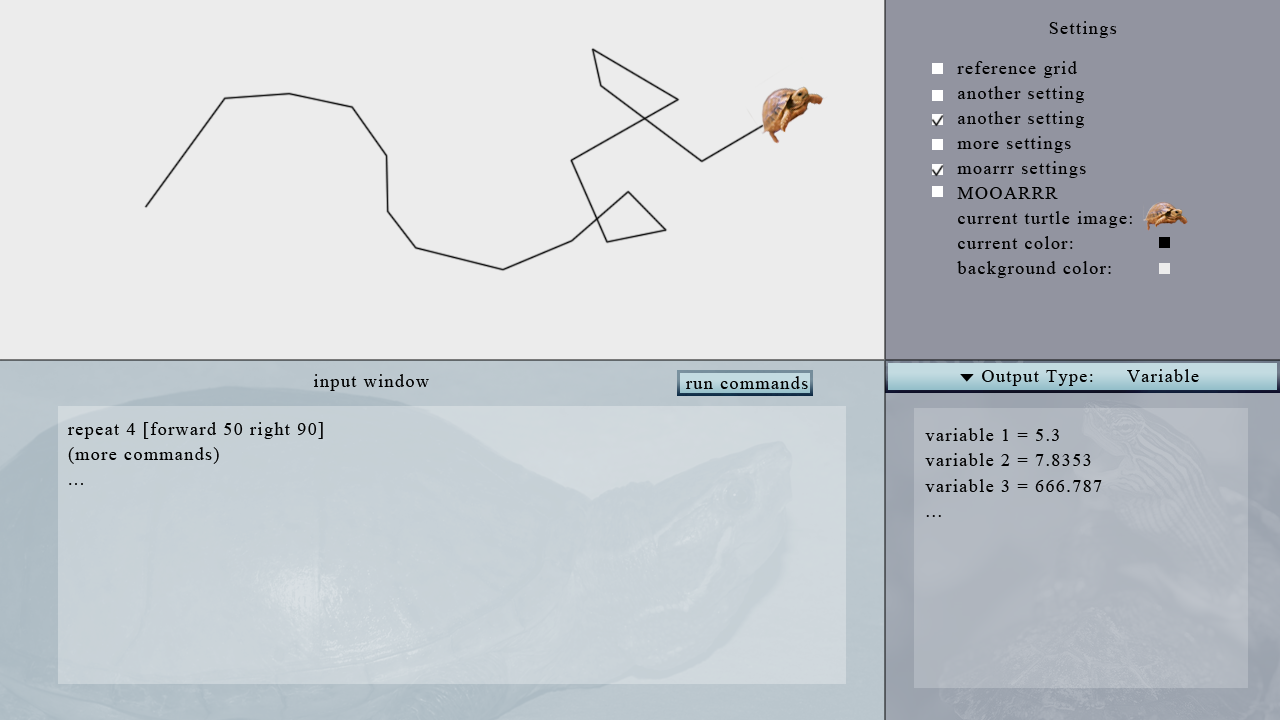 Settings
reference grid
another setting
another setting
more settings
moarrr settings
MOOARRR
current turtle image:
current color:
background color:
input window
run commands
repeat 4 [forward 50 right 90]
(more commands)
...
Output Type: Variable
variable 1 = 5.3
variable 2 = 7.8353
variable 3 = 666.787
...